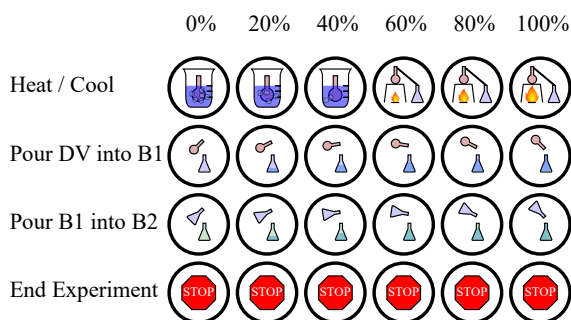 0% 20% 40% 60% 80% 100%
Heat / Cool
Pour DV into B1
Pour B1 into B2
End Experiment
STOP STOP STOP STOP STOP STOP